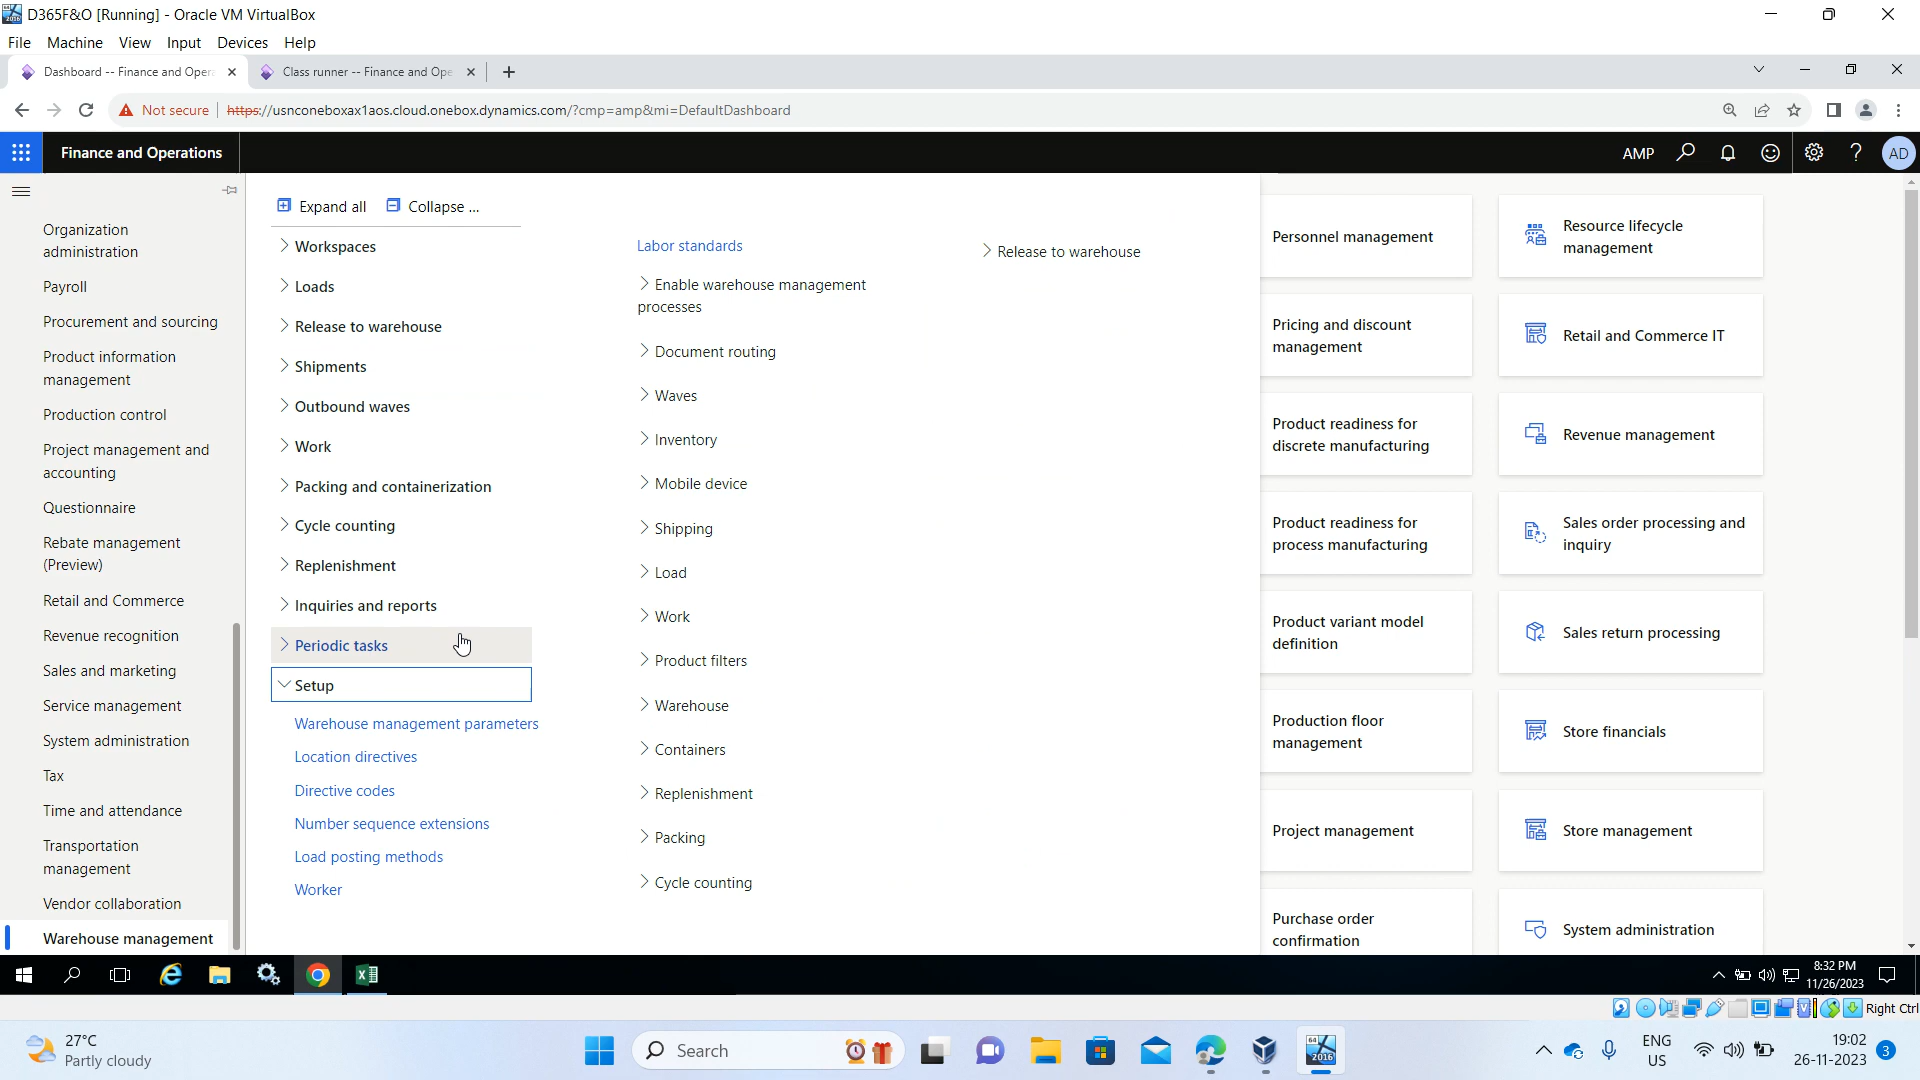 D365F&O [Running] - Oracle VM VirtualBox
File Machine View Input Devices Help
Dashboard -- Finance and Opera
Class runner -- Finance and Ope
Not secure https://usnconeboxax1aos.cloud.onebox.dynamics.com/?cmp=amp&mi=DefaultDashboard
Finance and Operations
AMP
AD
Organization
administration
Payroll
Procurement and sourcing
Product information
management
Production control
Project management and
accounting
Questionnaire
Rebate management
(Preview)
Retail and Commerce
Revenue recognition
Sales and marketing
Service management
System administration
Tax
Time and attendance
Transportation
management
Vendor collaboration
Warehouse management
Expand all
Collapse ...
Workspaces
Loads
Release to warehouse
Shipments
Outbound waves
Work
Packing and containerization
Cycle counting
Replenishment
Inquiries and reports
Periodic tasks
Setup
Warehouse management parameters
Location directives
Directive codes
Number sequence extensions
Load posting methods
Worker
Labor standards
Enable warehouse management
processes
Document routing
Waves
Inventory
Mobile device
Shipping
Load
Work
Product filters
Warehouse
Containers
Replenishment
Packing
Cycle counting
Release to warehouse
Personnel management
Pricing and discount
management
Product readiness for
discrete manufacturing
Product readiness for
process manufacturing
Product variant model
definition
Production floor
management
Project management
Purchase order
confirmation
Resource lifecycle
management
Retail and Commerce IT
Revenue management
Sales order processing and
inquiry
Sales return processing
Store financials
Store management
System administration
8:32 PM
11/26/2023
Right Ctrl
27°C
Partly cloudy
Search
64
2016
ENG
US
19:02
26-11-2023
3